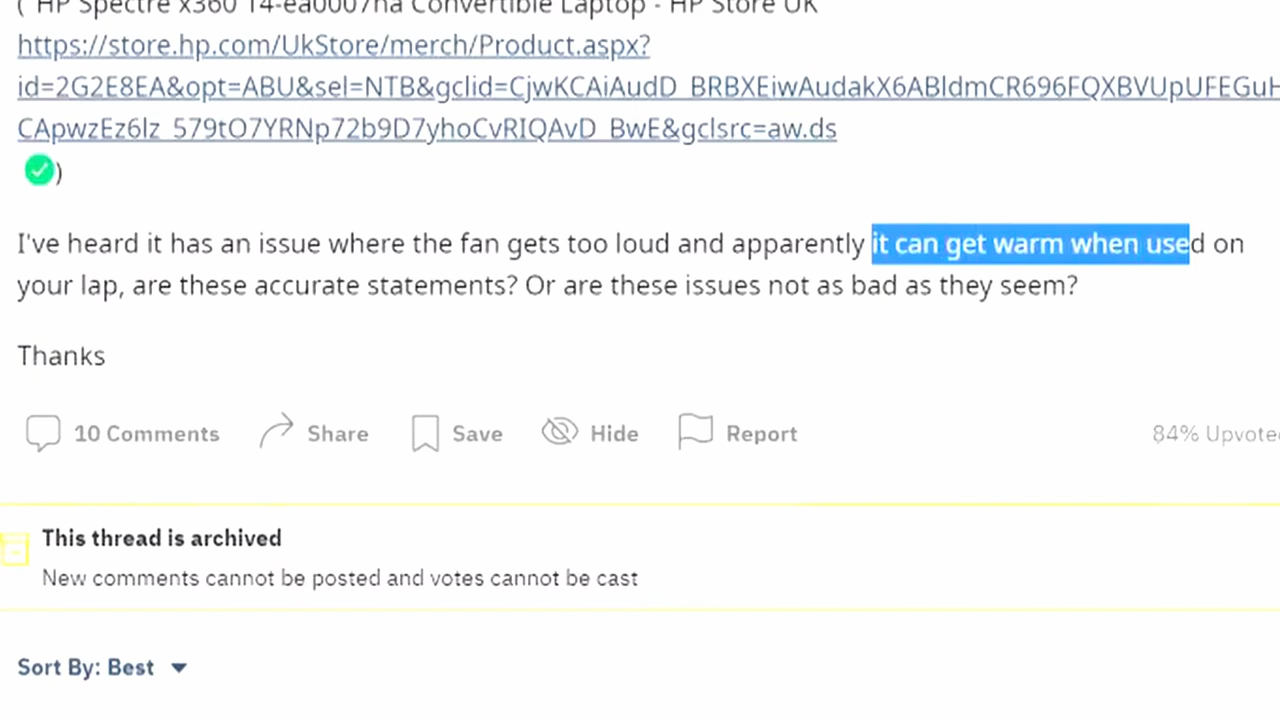 ( HP Spectre x360 14-ea0007na Convertible Laptop - HP Store UK
https://store.hp.com/UkStore/merch/Product.aspx?
id=2G2E8EA&opt=ABU&sel=NTB&gclid=CjwKCAiAudD_BRBXEiwAudakX6ABldmCR696FQXBVUpUFEGuH
CApwzEz6lz_579tO7YRNp72b9D7yhoCvRIQAvD_BwE&gclsrc=aw.ds
)
I've heard it has an issue where the fan gets too loud and apparently it can get warm when used on
your lap, are these accurate statements? Or are these issues not as bad as they seem?
Thanks
10 Comments Share Save Hide Report 84% Upvoted
This thread is archived
New comments cannot be posted and votes cannot be cast
Sort By: Best